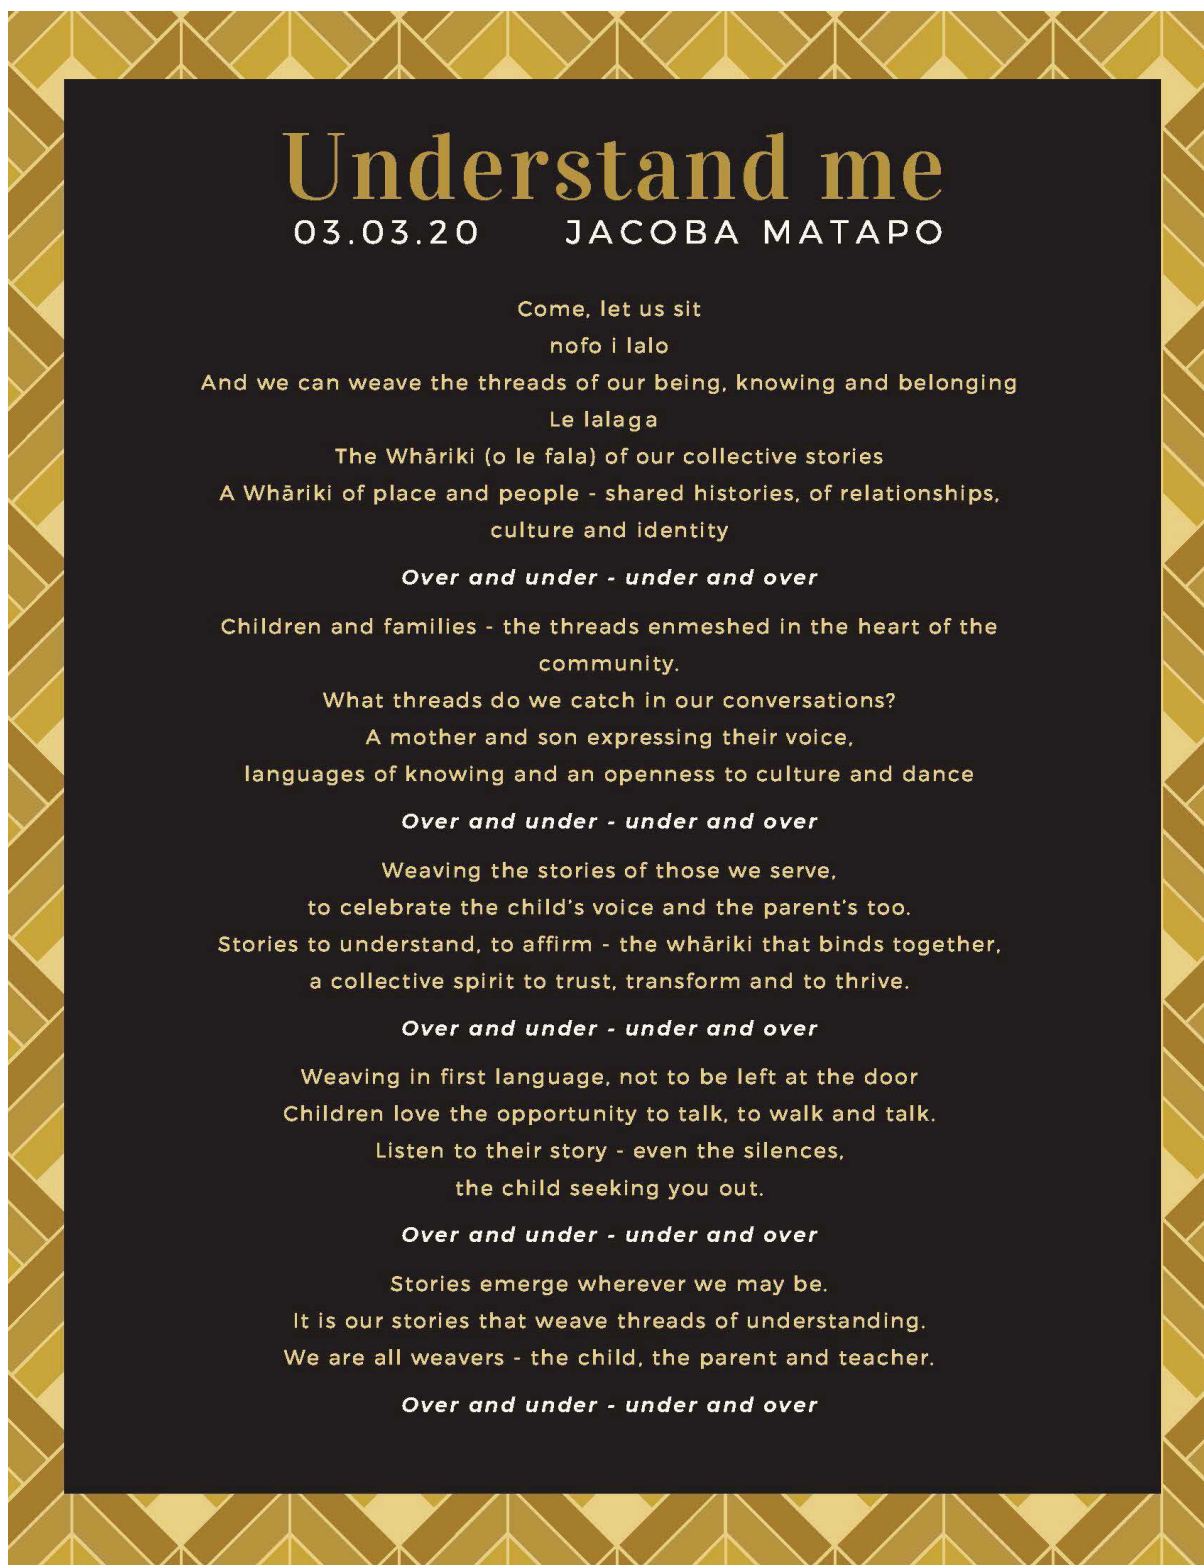 Understand me
03.03.20 JACOBA MATAPO
Come, let us sit
nofo i lalo
And we can weave the threads of our being, knowing and belonging
Le lalaga
The Whāriki (o le fala) of our collective stories
A Whāriki of place and people - shared histories, of relationships,
culture and identity
Over and under - under and over
Children and families - the threads enmeshed in the heart of the
community.
What threads do we catch in our conversations?
A mother and son expressing their voice,
languages of knowing and an openness to culture and dance
Over and under - under and over
Weaving the stories of those we serve,
to celebrate the child's voice and the parent's too.
Stories to understand, to affirm - the whāriki that binds together,
a collective spirit to trust, transform and to thrive.
Over and under - under and over
Weaving in first language, not to be left at the door
Children love the opportunity to talk, to walk and talk.
Listen to their story - even the silences,
the child seeking you out.
Over and under - under and over
Stories emerge wherever we may be.
It is our stories that weave threads of understanding.
We are all weavers - the child, the parent and teacher.
Over and under - under and over